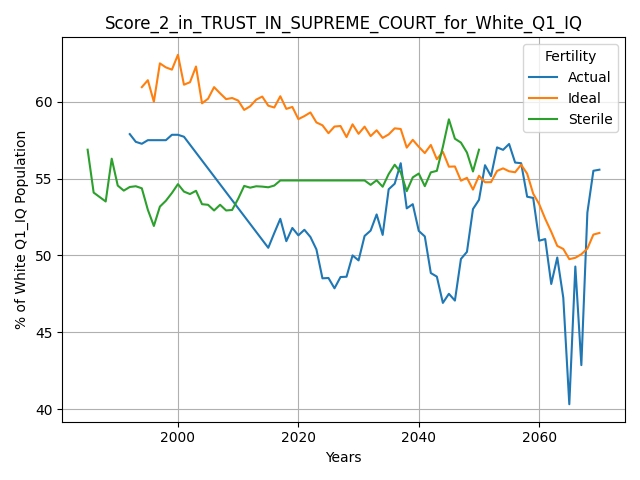 Score_2_in_TRUST_IN_SUPREME_COURT_for_White_Q1_IQ
Fertility
Actual
Ideal
Sterile
% of White Q1_IQ Population
60
55
50
45
40
2000
2020
2040
2060
Years